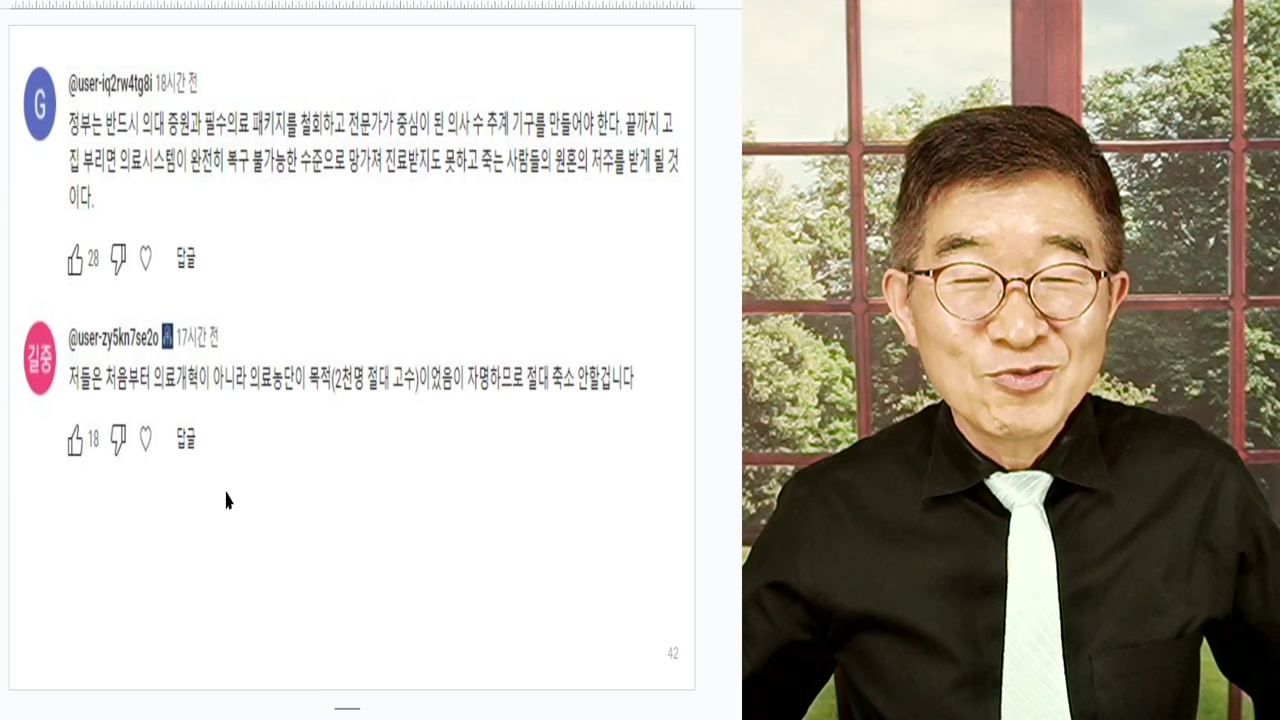 @user-iq2rw4tg8i 18시간 전
G
정부는 반드시 의대 증원과 필수의료 패키지를 철회하고 전문가가 중심이 된 의사 수 추계 기구를 만들어야 한다. 끝까지 고
집 부리면 의료시스템이 완전히 복구 불가능한 수준으로 망가져 진료받지도 못하고 죽는 사람들의 원혼의 저주를 받게 될 것
이다.
28 답글
@user-zy5kn7se2o 17시간 전
길중
저들은 처음부터 의료개혁이 아니라 의료농단이 목적(2천명 절대 고수)이었음이 자명하므로 절대 축소 안할겁니다
18 답글
42